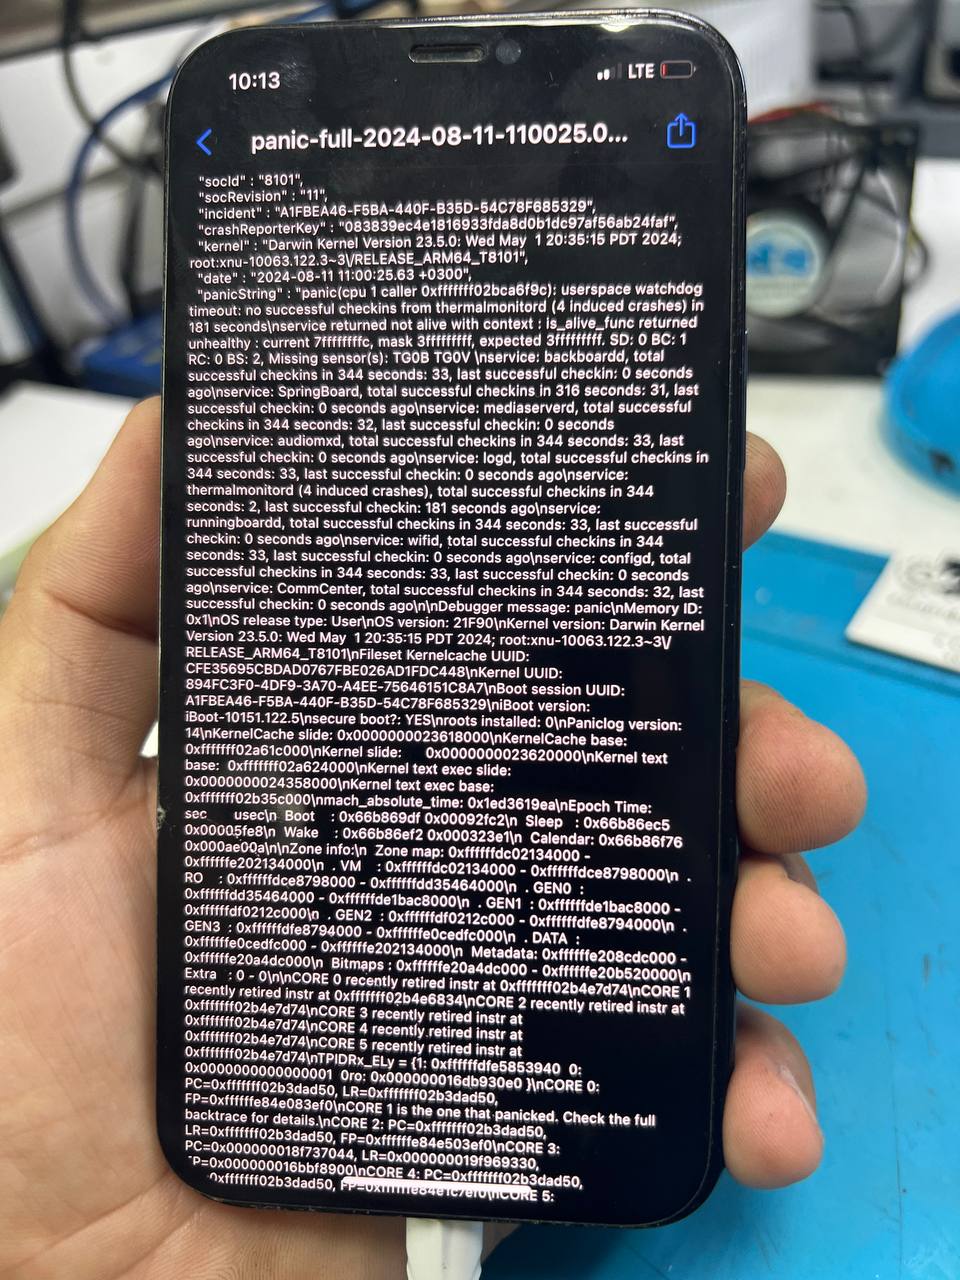 10:13
LTE
panic-full-2024-08-11-110025.0...
"socId" : "8101",
"socRevision" : "11",
"incident" : "A1FBEA46-F5BA-440F-B35D-54C78F685329",
"crashReporterKey" : "083839ec4e1816933fda8d0b1dc97af56ab24faf",
"kernel" : "Darwin Kernel Version 23.5.0: Wed May  1 20:35:15 PDT 2024;
root:xnu-10063.122.3~3\/RELEASE_ARM64_T8101",
"date" : "2024-08-11 11:00:25.63 +0300",
"panicString" : "panic(cpu 1 caller 0xfffffff02bca6f9c): userspace watchdog
timeout: no successful checkins from thermalmonitord (4 induced crashes) in
181 seconds\nservice returned not alive with context : is_alive_func returned
unhealthy : current 7fffffffc, mask 3ffffffff, expected 3ffffffff. SD: 0 BC: 1
RC: 0 BS: 2, Missing sensor(s): TG0B TG0V \nservice: backboardd, total
successful checkins in 344 seconds: 33, last successful checkin: 0 seconds
ago\nservice: SpringBoard, total successful checkins in 316 seconds: 31, last
successful checkin: 0 seconds ago\nservice: mediaserverd, total successful
checkins in 344 seconds: 32, last successful checkin: 0 seconds
ago\nservice: audiomxd, total successful checkins in 344 seconds: 33, last
successful checkin: 0 seconds ago\nservice: logd, total successful checkins in
344 seconds: 33, last successful checkin: 0 seconds ago\nservice:
thermalmonitord (4 induced crashes), total successful checkins in 344
seconds: 2, last successful checkin: 181 seconds ago\nservice:
runningboardd, total successful checkins in 344 seconds: 33, last successful
checkin: 0 seconds ago\nservice: wifid, total successful checkins in 344
seconds: 33, last successful checkin: 0 seconds ago\nservice: configd, total
successful checkins in 344 seconds: 33, last successful checkin: 0 seconds
ago\nservice: CommCenter, total successful checkins in 344 seconds: 32, last
successful checkin: 0 seconds ago\n\nDebugger message: panic\nMemory ID:
0x1\nOS release type: User\nOS version: 21F90\nKernel version: Darwin Kernel
Version 23.5.0: Wed May  1 20:35:15 PDT 2024; root:xnu-10063.122.3~3\/
RELEASE_ARM64_T8101\nFileset Kernelcache UUID:
CFE35695CBDAD0767FBE026AD1FDC448\nKernel UUID:
894FC3F0-4DF9-3A70-A4EE-75646151C8A7\nBoot session UUID:
A1FBEA46-F5BA-440F-B35D-54C78F685329\niBoot version:
iBoot-10151.122.5\nsecure boot?: YES\nroots installed: 0\nPaniclog version:
14\nKernelCache slide: 0x0000000023618000\nKernelCache base:
0xfffffff02a61c000\nKernel slide:      0x0000000023620000\nKernel text
base:  0xfffffff02a624000\nKernel text exec slide:
0x0000000024358000\nKernel text exec base:
0xfffffff02b35c000\nmach_absolute_time: 0x1ed3619ea\nEpoch Time:
sec       usec\n  Boot    : 0x66b869df 0x00092fc2\n  Sleep   : 0x66b86ec5
0x00005fe8\n  Wake    : 0x66b86ef2 0x000323e1\n  Calendar: 0x66b86f76
0x000ae00a\n\nZone info:\n  Zone map: 0xffffffdc02134000 -
0xffffffe202134000\n  . VM    : 0xffffffdc02134000 - 0xffffffdce8798000\n  .
RO    : 0xffffffdce8798000 - 0xffffffdd35464000\n  . GEN0  :
0xffffffdd35464000 - 0xffffffde1bac8000\n  . GEN1  : 0xffffffde1bac8000 -
0xffffffdf0212c000\n  . GEN2  : 0xffffffdf0212c000 - 0xffffffdfe8794000\n  .
GEN3  : 0xffffffdfe8794000 - 0xffffffe0cedfc000\n  . DATA  :
0xffffffe0cedfc000 - 0xffffffe202134000\n  Metadata: 0xffffffe208cdc000 -
0xffffffe20a4dc000\n  Bitmaps : 0xffffffe20a4dc000 - 0xffffffe20b520000\n
Extra   : 0 - 0\n\nCORE 0 recently retired instr at 0xfffffff02b4e7d74\nCORE 1
recently retired instr at 0xfffffff02b4e6834\nCORE 2 recently retired instr at
0xfffffff02b4e7d74\nCORE 3 recently retired instr at
0xfffffff02b4e7d74\nCORE 4 recently retired instr at
0xfffffff02b4e7d74\nCORE 5 recently retired instr at
0xfffffff02b4e7d74\nTPIDRx_ELy = {1: 0xffffffdfe5853940  0:
0x0000000000000001  0ro: 0x000000016db930e0 }\nCORE 0:
PC=0xfffffff02b3dad50, LR=0xfffffff02b3dad50,
FP=0xffffffe84e083ef0\nCORE 1 is the one that panicked. Check the full
backtrace for details.\nCORE 2: PC=0xfffffff02b3dad50,
LR=0xfffffff02b3dad50, FP=0xffffffe84e503ef0\nCORE 3:
PC=0x000000018f737044, LR=0x000000019f969330,
FP=0x000000016bbf8900\nCORE 4: PC=0xfffffff02b3dad50,
0xfffffff02b3dad50, FP=0xffffffe84e1c7ef0\nCORE 5: